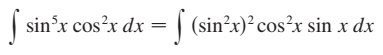 ∫ sin⁵x cos²x dx = ∫ (sin²x)² cos²x sin x dx